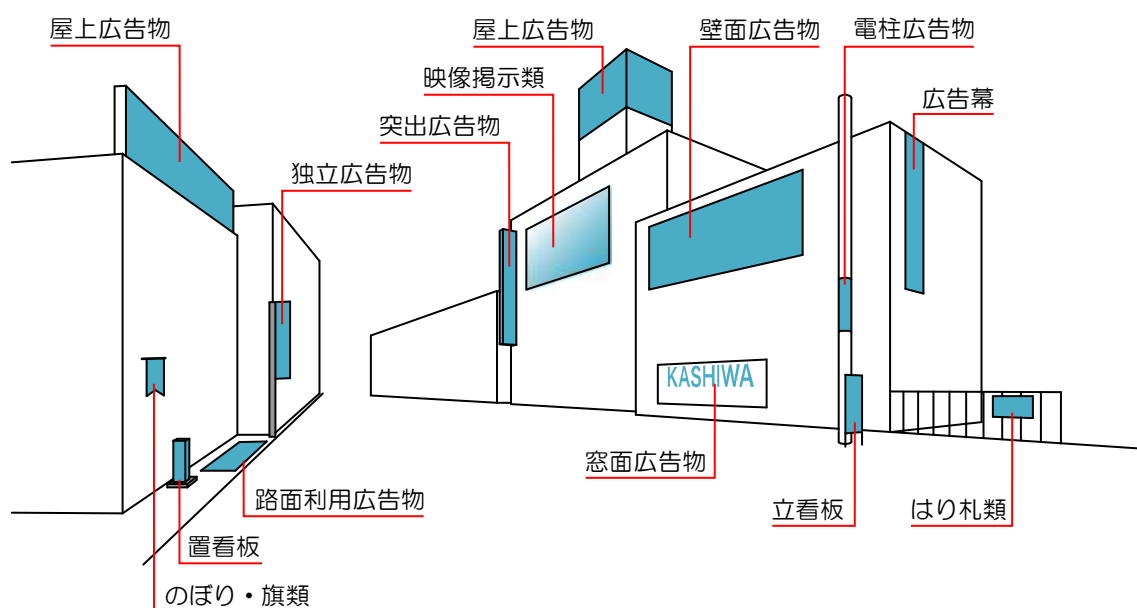 屋上広告物
屋上広告物
壁面広告物
電柱広告物
映像掲示類
広告幕
突出広告物
独立広告物
KASHIWA
窓面広告物
路面利用広告物
立看板
はり札類
置看板
のぼり・旗類